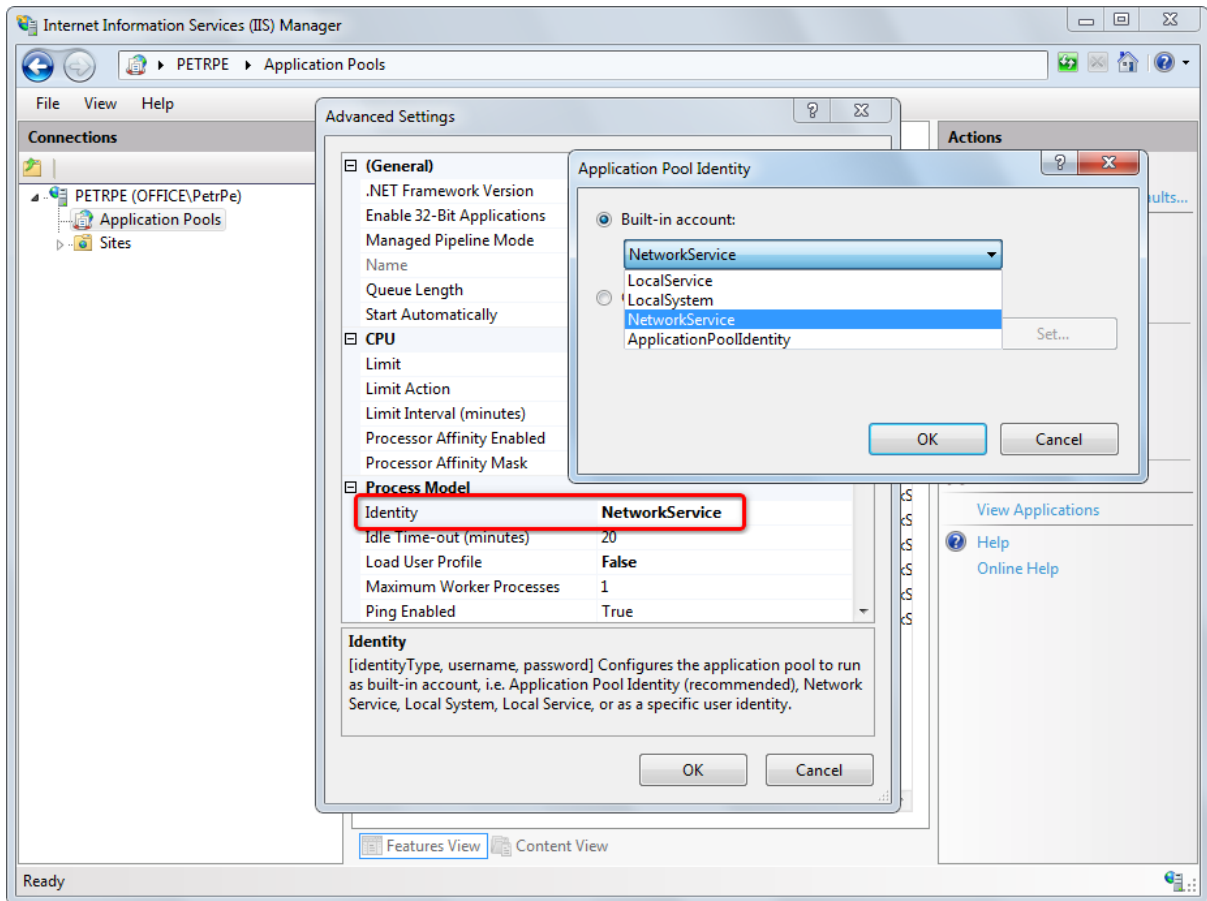 Internet Information Services (IIS) Manager
PETRPE Application Pools
File View Help
Connections
PETRPE (OFFICE\PetrPe)
Application Pools
Sites
Advanced Settings
(General)
.NET Framework Version
Enable 32-Bit Applications
Managed Pipeline Mode
Name
Queue Length
Start Automatically
CPU
Limit
Limit Action
Limit Interval (minutes)
Processor Affinity Enabled
Processor Affinity Mask
Process Model
Identity NetworkService
Idle Time-out (minutes) 20
Load User Profile False
Maximum Worker Processes 1
Ping Enabled True
Identity
[identityType, username, password] Configures the application pool to run
as built-in account, i.e. Application Pool Identity (recommended), Network
Service, Local System, Local Service, or as a specific user identity.
OK Cancel
Application Pool Identity
Built-in account:
NetworkService
LocalService
LocalSystem
NetworkService
ApplicationPoolIdentity
Set...
OK Cancel
Actions
View Applications
Help
Online Help
Features View Content View
Ready